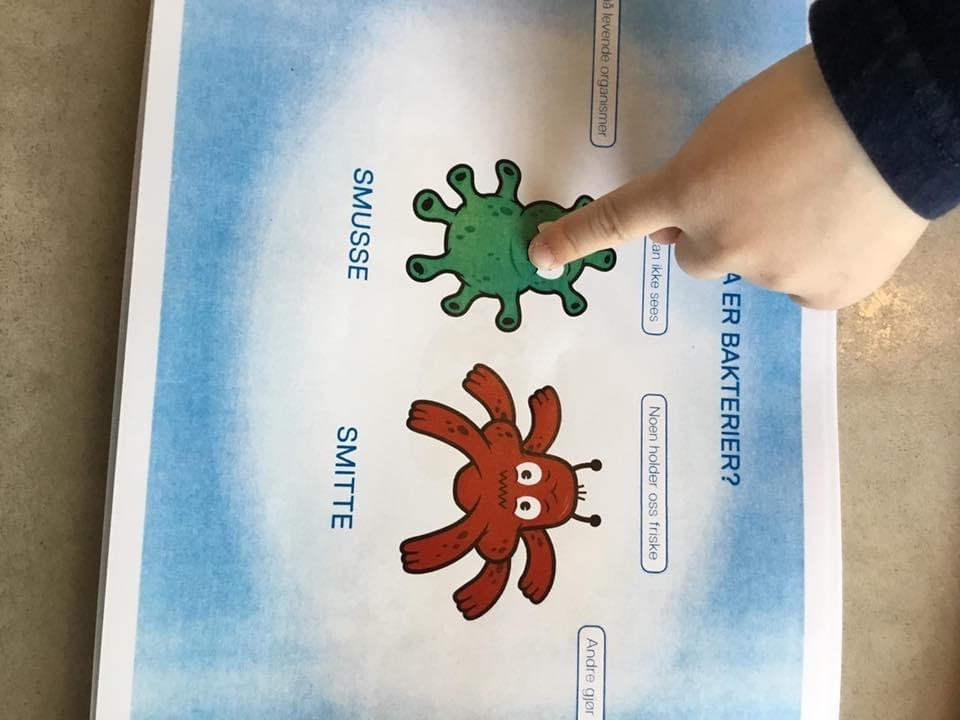 ER BAKTERIER?
levende organismer
ikke sees
Noen holder oss friske
Andre gjør
SMUSSE
SMITTE